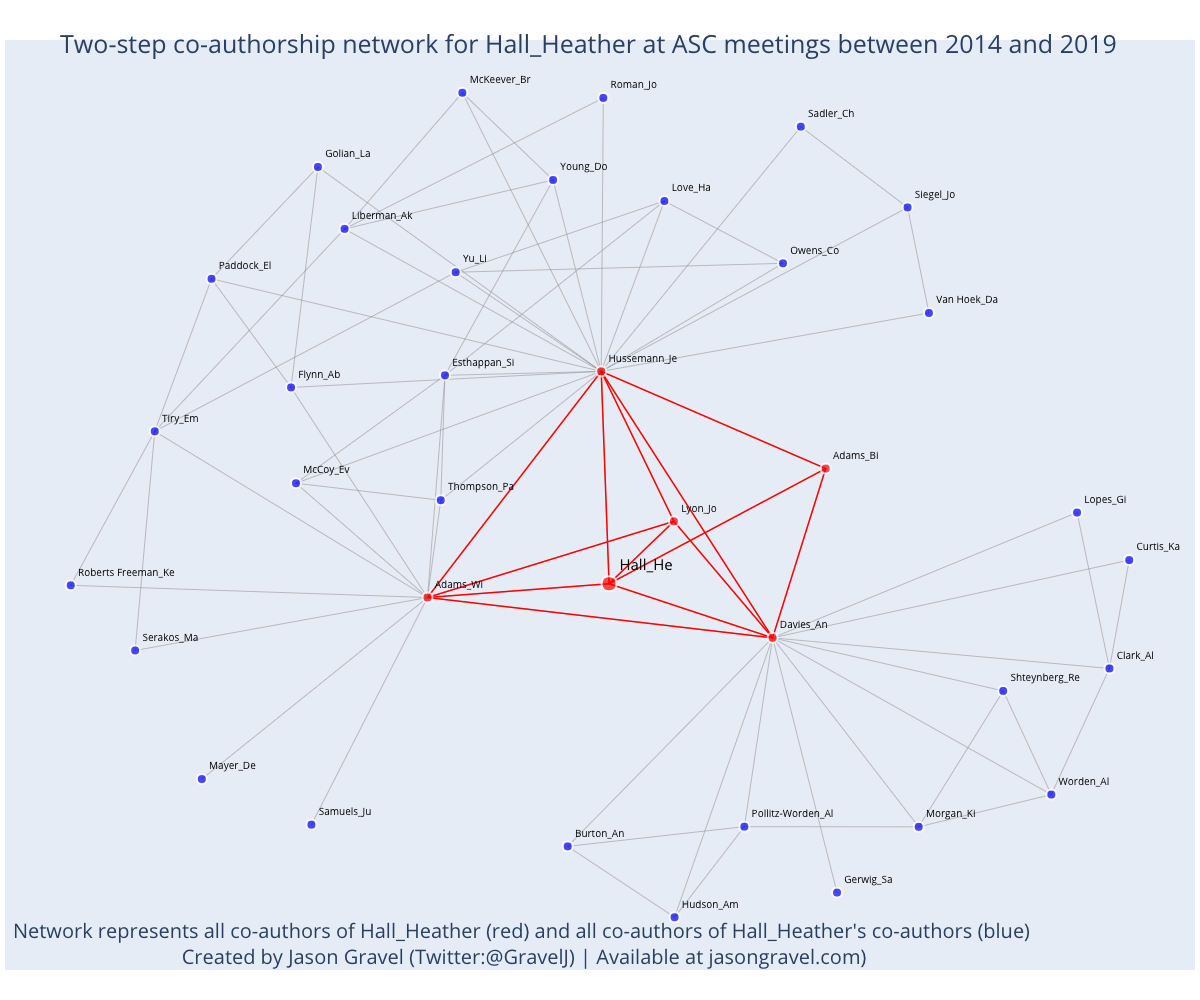 Two-step co-authorship network for Hall_Heather at ASC meetings between 2014 and 2019
McKeever_Br
Roman_Jo
Sadler_Ch
Golian_La
Young_Do
Love_Ha
Siegel_Jo
Liberman_Ak
Owens_Co
Yu_Li
Paddock_El
Van Hoek_Da
Hussemann_Je
Esthappan_Si
Flynn_Ab
Tiry_Em
Adams_Bi
McCoy_Ev
Thompson_Pa
Lopes_Gi
Lyon_Jo
Curtis_Ka
Hall_He
Roberts Freeman_Ke
Adams_Wi
Davies_An
Serakos_Ma
Clark_Al
Shteynberg_Re
Mayer_De
Worden_Al
Samuels_Ju
Pollitz-Worden_Al
Morgan_Ki
Burton_An
Gerwig_Sa
Hudson_Am
Network represents all co-authors of Hall_Heather (red) and all co-authors of Hall_Heather's co-authors (blue)
Created by Jason Gravel (Twitter:@GravelJ) | Available at jasongravel.com)